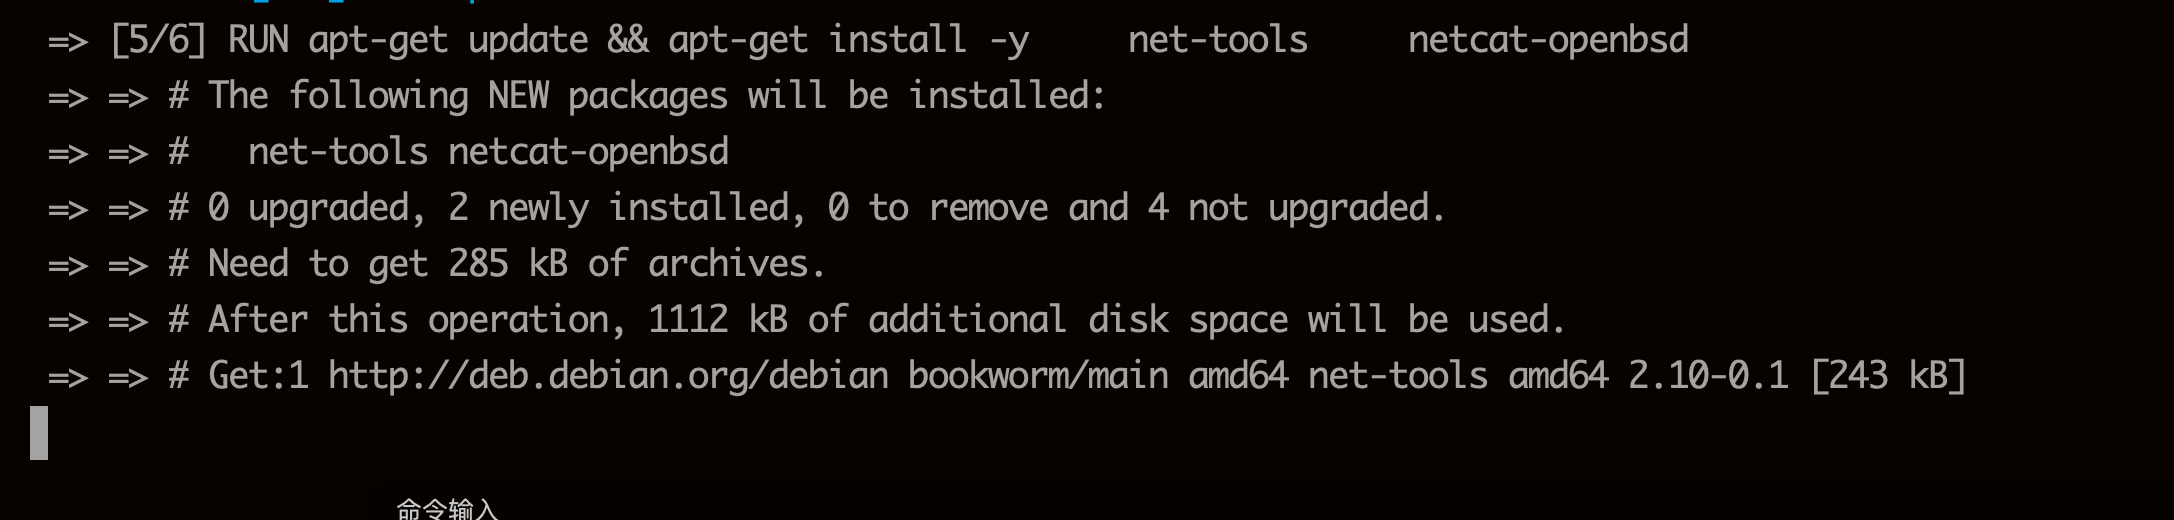 => [5/6] RUN apt-get update && apt-get install -y     net-tools     netcat-openbsd
=> => # The following NEW packages will be installed:
=> => #   net-tools netcat-openbsd
=> => # 0 upgraded, 2 newly installed, 0 to remove and 4 not upgraded.
=> => # Need to get 285 kB of archives.
=> => # After this operation, 1112 kB of additional disk space will be used.
=> => # Get:1 http://deb.debian.org/debian bookworm/main amd64 net-tools amd64 2.10-0.1 [243 kB]
命令输入